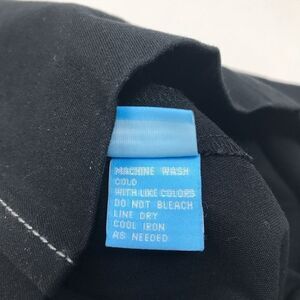 MACHINE WASH
COLD
WITH LIKE COLORS
DO NOT BLEACH
LINE DRY
COOL IRON
AS NEEDED